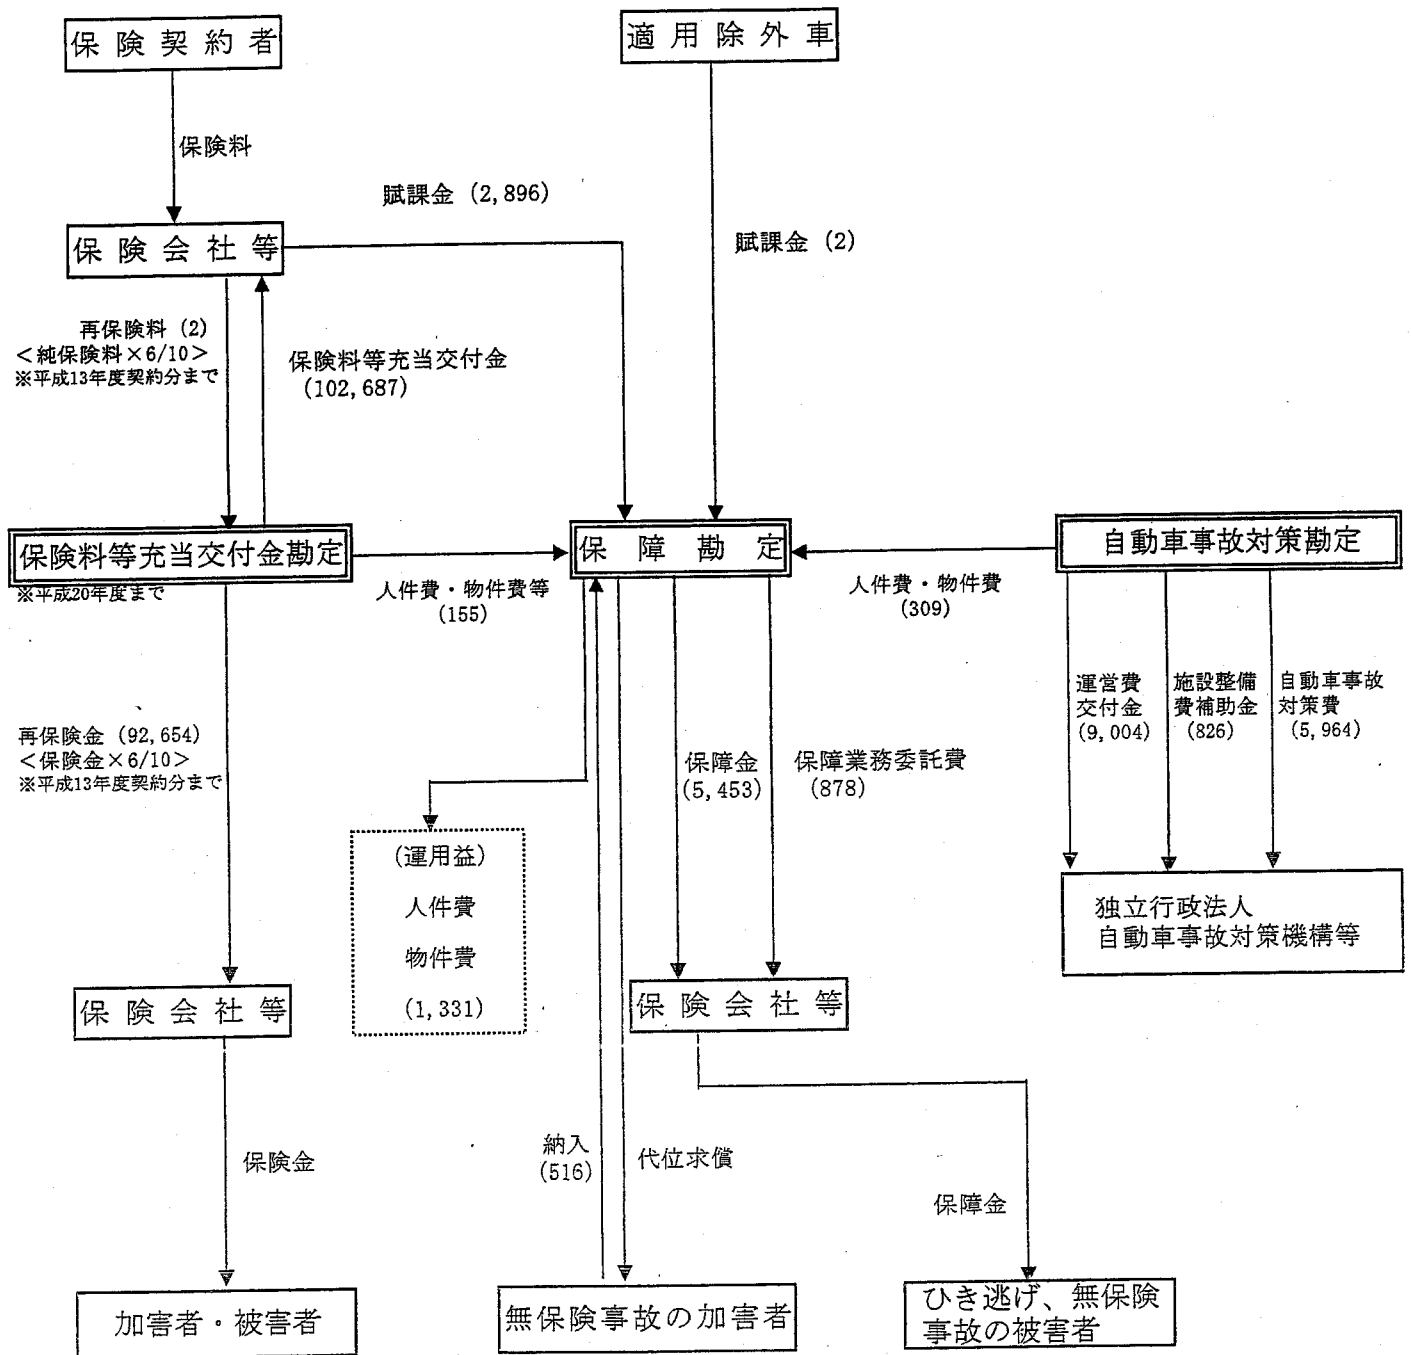 保険契約者
適用除外車
保険料
賦課金 (2,896)
保険会社等
賦課金 (2)
再保険料 (2)
<純保険料×6/10>
※平成13年度契約分まで
保険料等充当交付金
(102,687)
保険料等充当交付金勘定
※平成20年度まで
人件費・物件費等
(155)
保障勘定
人件費・物件費
(309)
自動車事故対策勘定
運営費
交付金
(9,004)
施設整備
費補助金
(826)
自動車事故
対策費
(5,964)
再保険金 (92,654)
<保険金×6/10>
※平成13年度契約分まで
保障金
(5,453)
保障業務委託費
(878)
(運用益)
人件費
物件費
(1,331)
独立行政法人
自動車事故対策機構等
保険会社等
保険会社等
保険金
納入
(516)
代位求償
保障金
加害者・被害者
無保険事故の加害者
ひき逃げ、無保険
事故の被害者